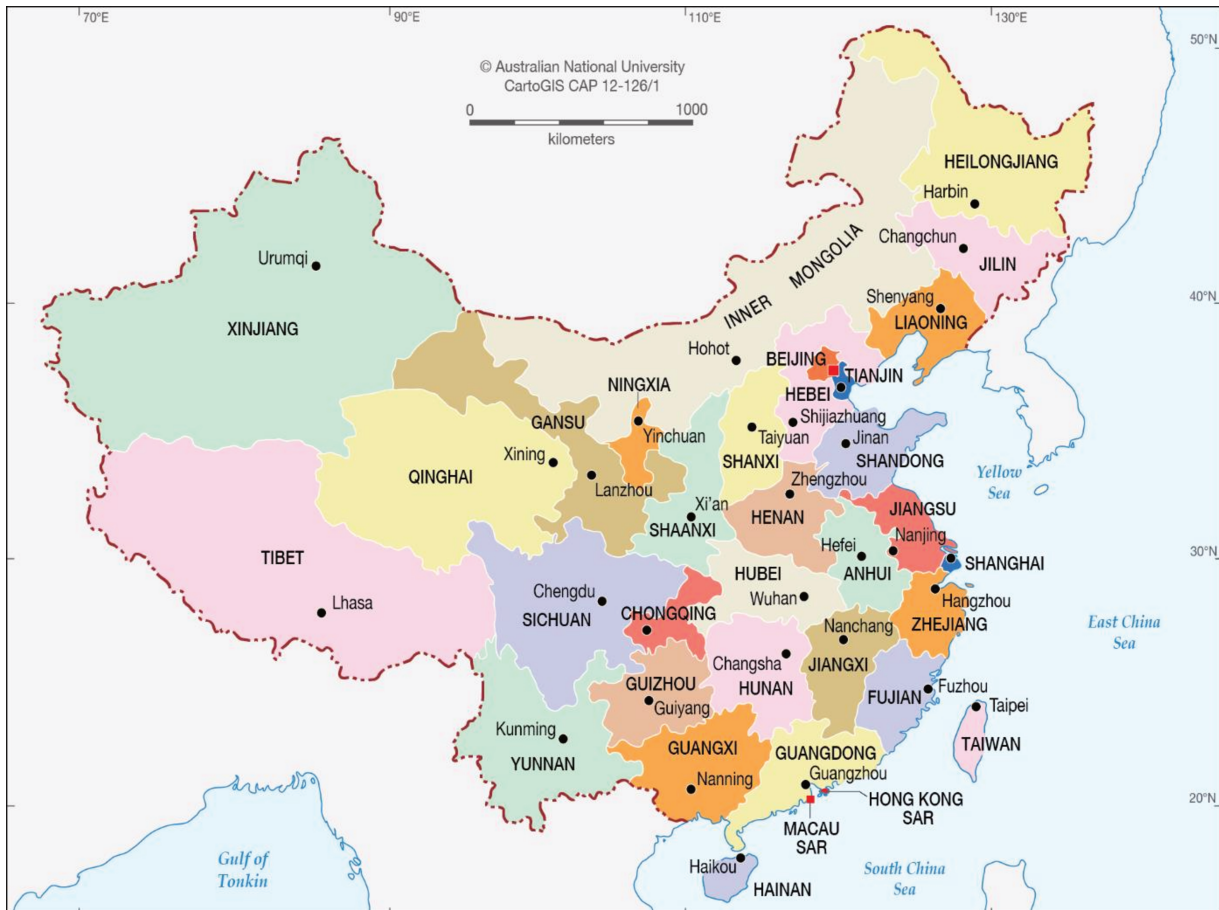 70°E
90°E
110°E
130°E
50°N
© Australian National University
CartoGIS CAP 12-126/1
0
1000
kilometers
HEILONGJIANG
Harbin
Changchun
JILIN
Urumqi
INNER MONGOLIA
Shenyang
40°N
LIAONING
XINJIANG
Hohot
BEIJING
TIANJIN
NINGXIA
HEBEI
GANSU
Shijiazhuang
Yinchuan
Taiyuan
Jinan
Xining
SHANXI
SHANDONG
QINGHAI
Lanzhou
Zhengzhou
Yellow
Sea
Xi'an
JIANGSU
HENAN
SHAANXI
Nanjing
Hefei
TIBET
30°N
SHANGHAI
HUBEI
ANHUI
Chengdu
Wuhan
Hangzhou
Lhasa
CHONGQING
SICHUAN
ZHEJIANG
East China
Sea
Nanchang
Changsha
JIANGXI
GUIZHOU
HUNAN
Fuzhou
FUJIAN
Guiyang
Taipei
Kunming
GUANGXI
GUANGDONG
TAIWAN
YUNNAN
Nanning
Guangzhou
HONG KONG
SAR
20°N
MACAU
SAR
Gulf of
Tonkin
Haikou
South China
Sea
HAINAN